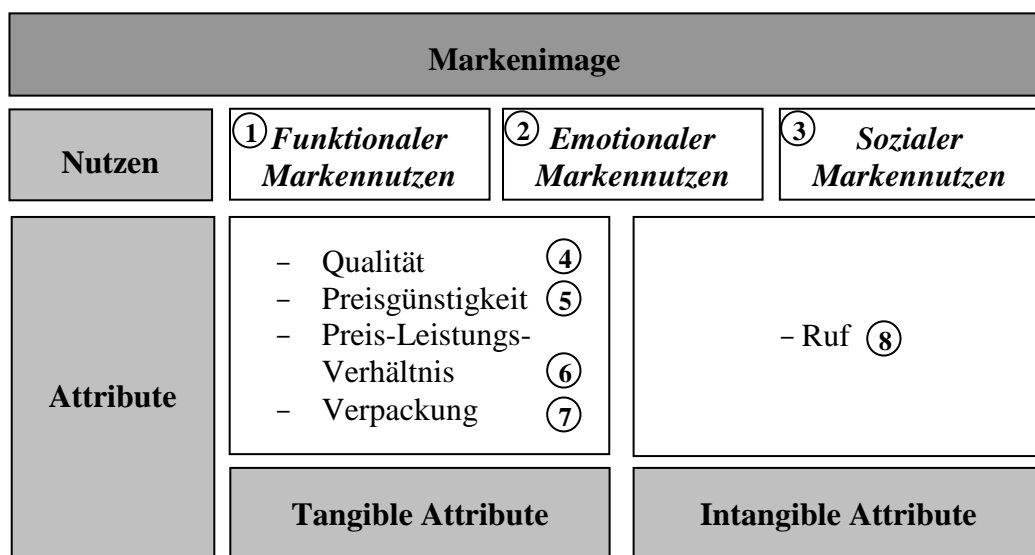 Markenimage
Nutzen
1 Funktionaler
Markennutzen
2 Emotionaler
Markennutzen
3 Sozialer
Markennutzen
Attribute
– Qualität 4
– Preisgünstigkeit 5
– Preis-Leistungs-
Verhältnis 6
– Verpackung 7
– Ruf 8
Tangible Attribute
Intangible Attribute